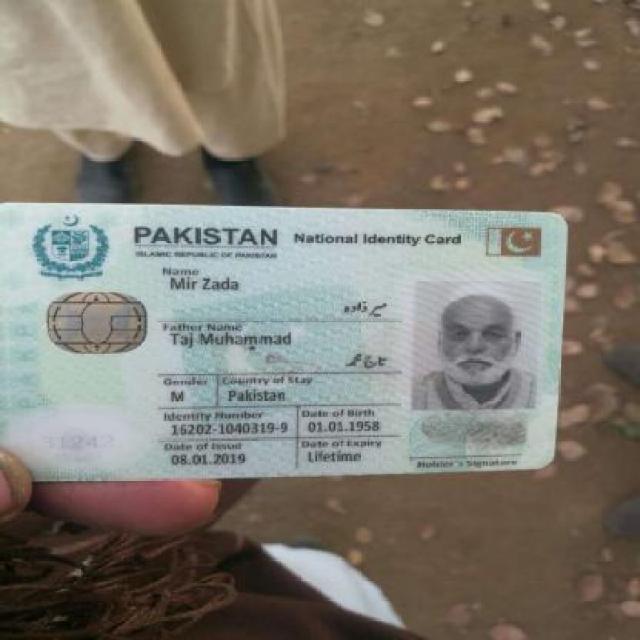 PAKISTAN National Identity Card
ISLAMIC REPUBLIC OF PAKISTAN
Name
Mir Zada
میر زادہ
Father Name
Taj Muhammad
تاج محمد
Gender Country of Stay
M Pakistan
Identity Number Date of Birth
16202-1040319-9 01.01.1958
Date of Issue Date of Expiry
08.01.2019 Lifetime
Holder's Signature